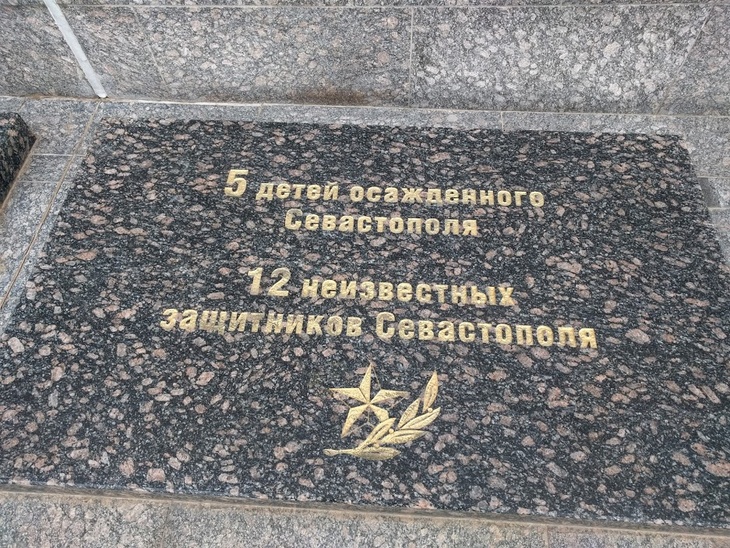 5 детей осажденного
Севастополя
12 неизвестных
защитников Севастополя